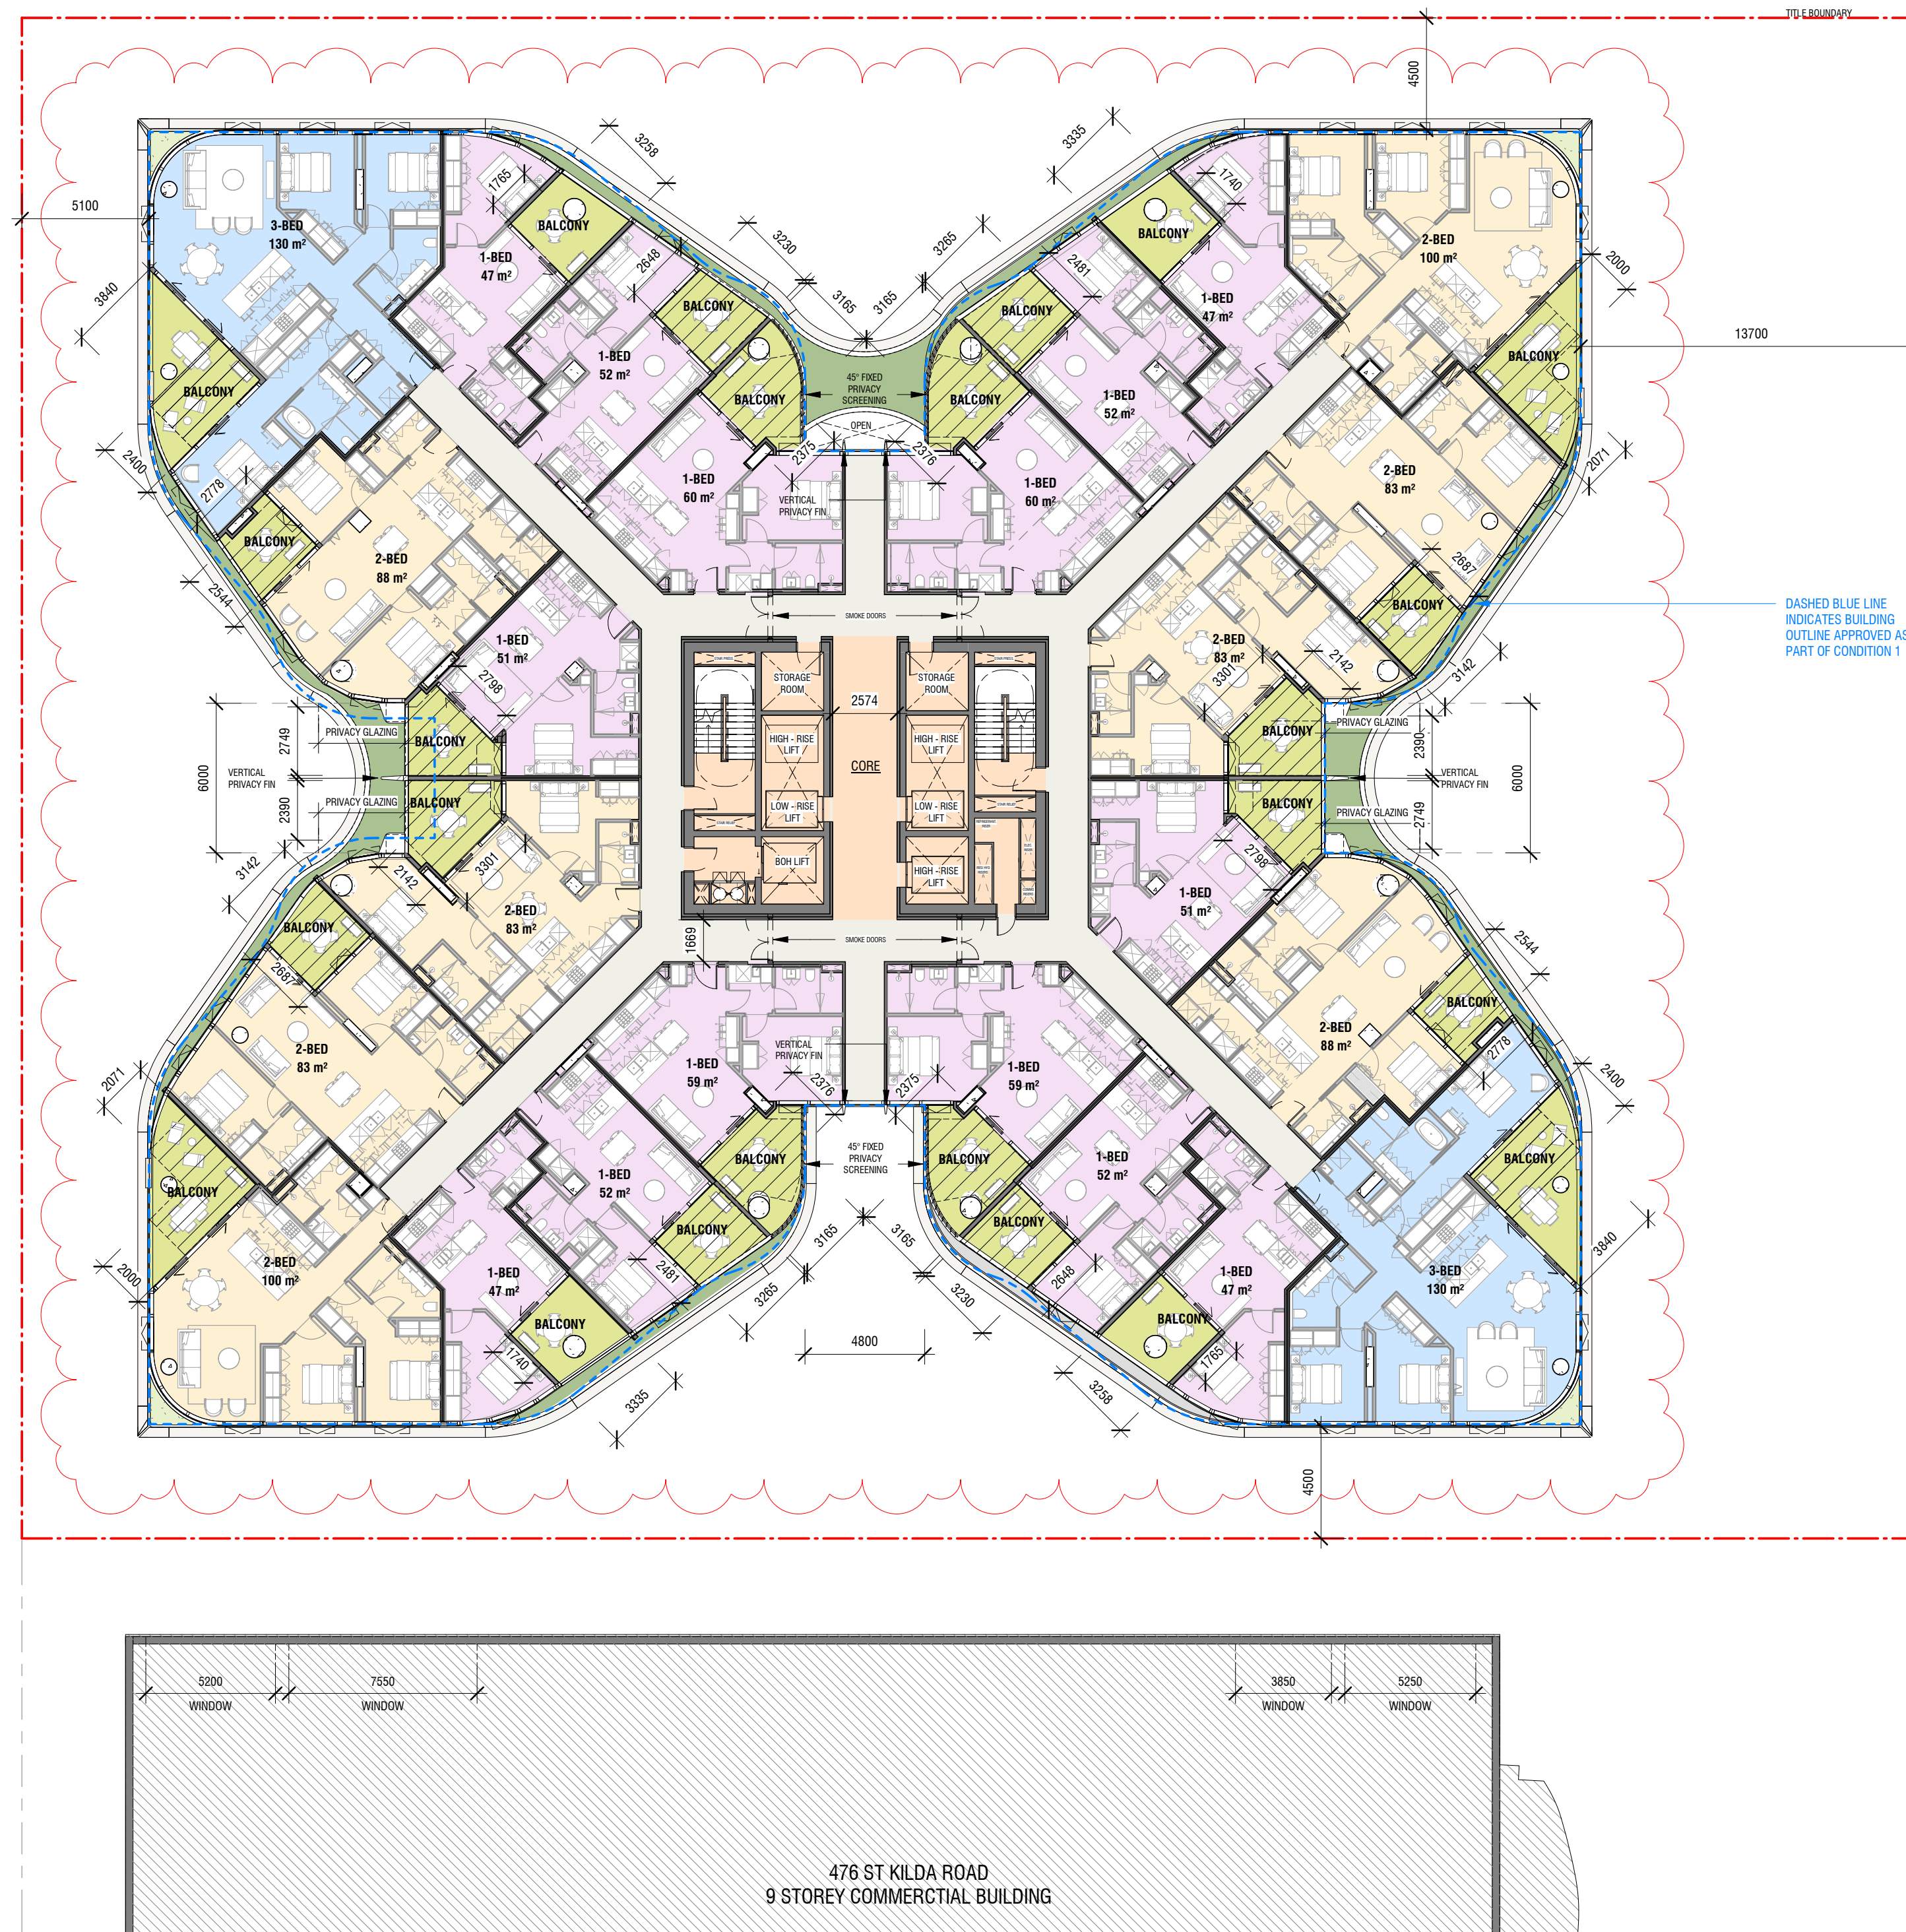 TITLE BOUNDARY
4500
3258
3335
1765
1740
5100
BALCONY
BALCONY
3-BED
130 m²
1-BED
47 m²
2648
3230
3265
2481
2-BED
100 m²
2000
3840
BALCONY
3165
3165
BALCONY
1-BED
47 m²
13700
1-BED
52 m²
45° FIXED
PRIVACY
SCREENING
1-BED
52 m²
BALCONY
BALCONY
BALCONY
BALCONY
OPEN
2400
2778
2375
2376
2071
1-BED
60 m²
VERTICAL
PRIVACY FIN
1-BED
60 m²
2-BED
83 m²
BALCONY
2-BED
88 m²
2687
2544
SMOKE DOORS
BALCONY
DASHED BLUE LINE
INDICATES BUILDING
OUTLINE APPROVED AS
PART OF CONDITION 1
1-BED
51 m²
2-BED
83 m²
3301
2142
3142
2798
STORAGE
ROOM
STORAGE
ROOM
2574
PRIVACY GLAZING
BALCONY
HIGH - RISE
LIFT
HIGH - RISE
LIFT
BALCONY
PRIVACY GLAZING
2749
2390
6000
VERTICAL
PRIVACY FIN
CORE
VERTICAL
PRIVACY FIN
6000
PRIVACY GLAZING
BALCONY
LOW - RISE
LIFT
LOW - RISE
LIFT
BALCONY
PRIVACY GLAZING
2390
2749
BOH LIFT
HIGH - RISE
LIFT
3142
2142
3301
2798
2-BED
83 m²
1-BED
51 m²
BALCONY
1669
SMOKE DOORS
2544
2687
BALCONY
2-BED
83 m²
VERTICAL
PRIVACY FIN
2-BED
88 m²
2778
2071
1-BED
59 m²
2376
2375
1-BED
59 m²
2400
45° FIXED
PRIVACY
SCREENING
BALCONY
BALCONY
1-BED
52 m²
1-BED
52 m²
BALCONY
BALCONY
BALCONY
BALCONY
3165
3165
3840
2000
2-BED
100 m²
1-BED
47 m²
2481
3265
3230
2648
1-BED
47 m²
3-BED
130 m²
BALCONY
BALCONY
4800
1740
1765
3335
3258
4500
5200
WINDOW
7550
WINDOW
3850
WINDOW
5250
WINDOW
476 ST KILDA ROAD
9 STOREY COMMERCTIAL BUILDING